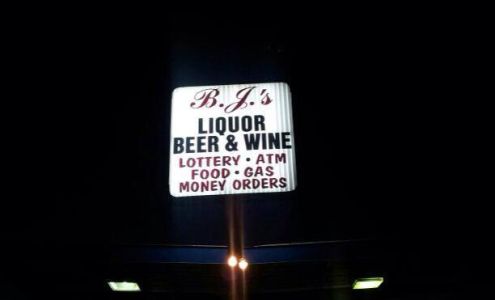 B.J.'s
LIQUOR
BEER & WINE
LOTTERY • ATM
FOOD • GAS
MONEY ORDERS